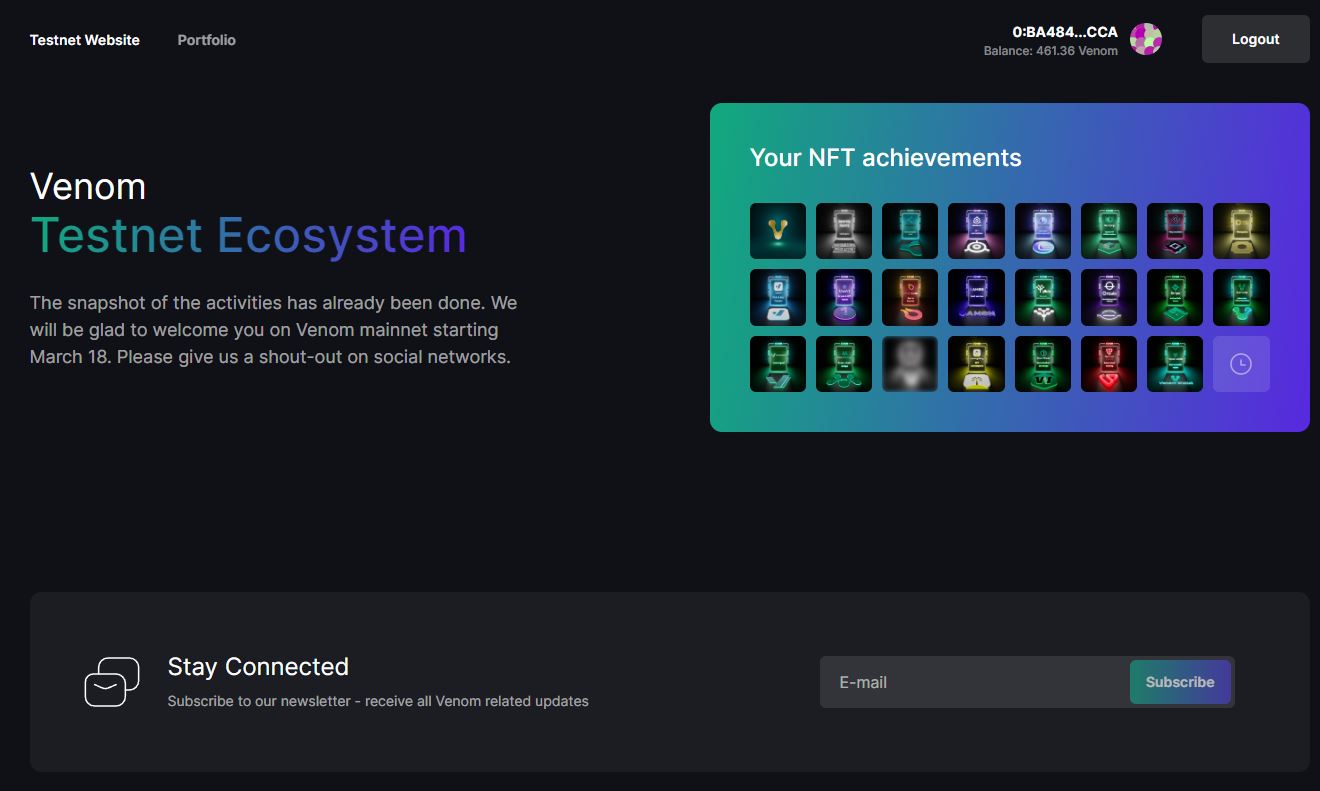 Testnet Website
Portfolio
0:BA484...CCA
Balance: 461.36 Venom
Logout
Venom
Testnet Ecosystem
The snapshot of the activities has already been done. We
will be glad to welcome you on Venom mainnet starting
March 18. Please give us a shout-out on social networks.
Your NFT achievements
Stay Connected
Subscribe to our newsletter - receive all Venom related updates
E-mail
Subscribe